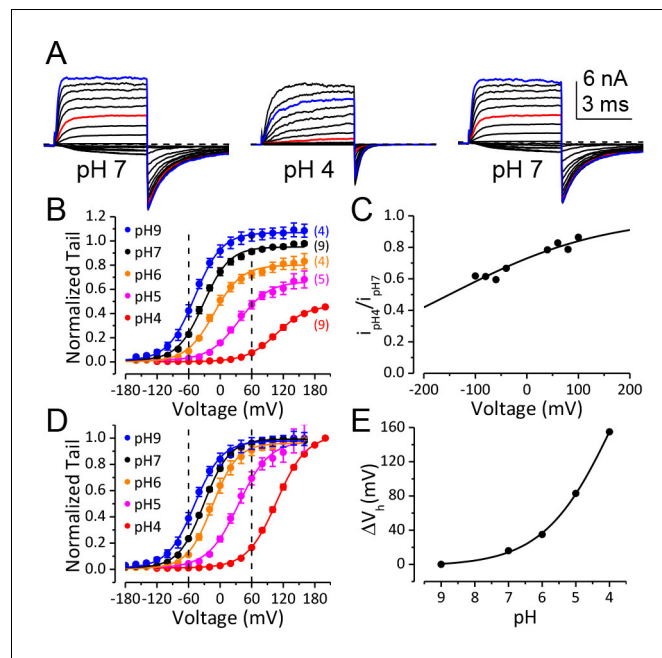 A
6 nA
3 ms
pH 7
pH 4
pH 7
B
Normalized Tail
1.2
1.0
0.8
0.6
0.4
0.2
0.0
pH9
pH7
pH6
pH5
pH4
(4)
(9)
(4)
(5)
(9)
-180 -120 -60 0 60 120 180
Voltage (mV)
C
i pH4/i pH7
1.0
0.8
0.6
0.4
0.2
0.0
-200 -100 0 100 200
Voltage (mV)
D
Normalized Tail
1.0
0.8
0.6
0.4
0.2
0.0
pH9
pH7
pH6
pH5
pH4
-180 -120 -60 0 60 120 180
Voltage (mV)
E
ΔVh(mV)
160
120
80
40
0
9 8 7 6 5 4
pH